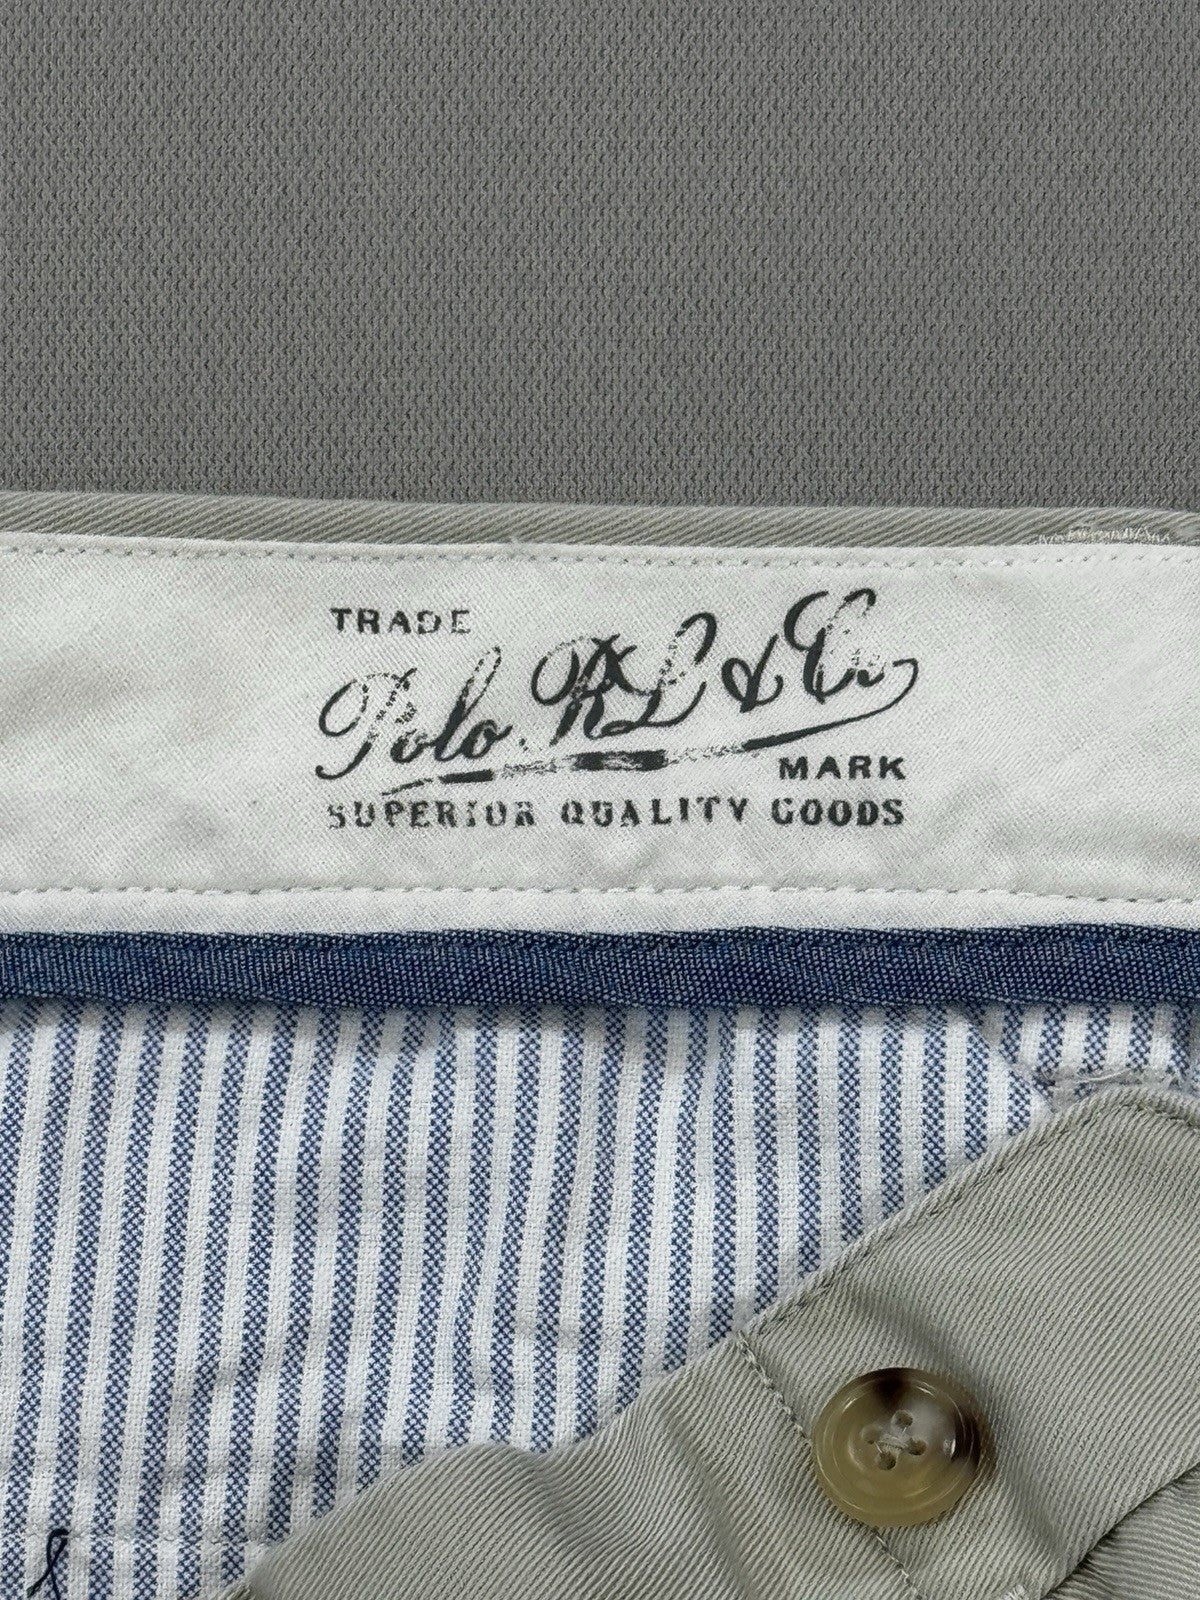 TRADE
Polo RL & Co.
MARK
SUPERIOR QUALITY GOODS